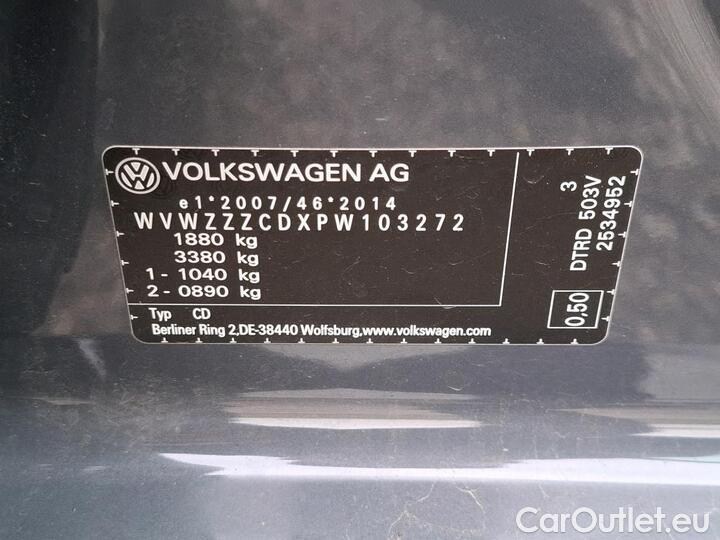 VOLKSWAGEN AG
e1*2007/46*2014
WVWZZZCDXPW103272
1880 kg
3380 kg
1 - 1040 kg
2 - 0890 kg
Typ CD
Berliner Ring 2,DE-38440 Wolfsburg,www.volkswagen.com
3
DTRD 503V
2534952
0,50
CarOutlet.eu